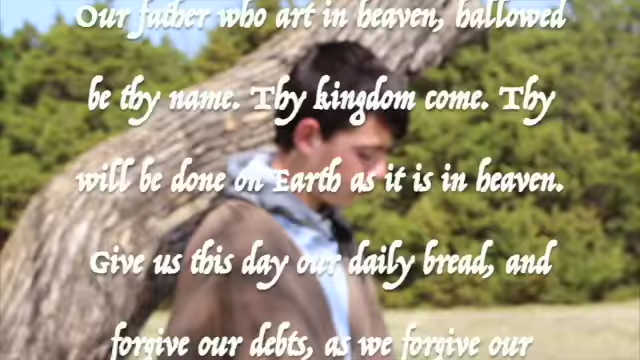 Our father who art in heaven, hallowed
be thy name. Thy kingdom come. Thy
will be done on Earth as it is in heaven.
Give us this day our daily bread, and
forgive our debts, as we forgive our